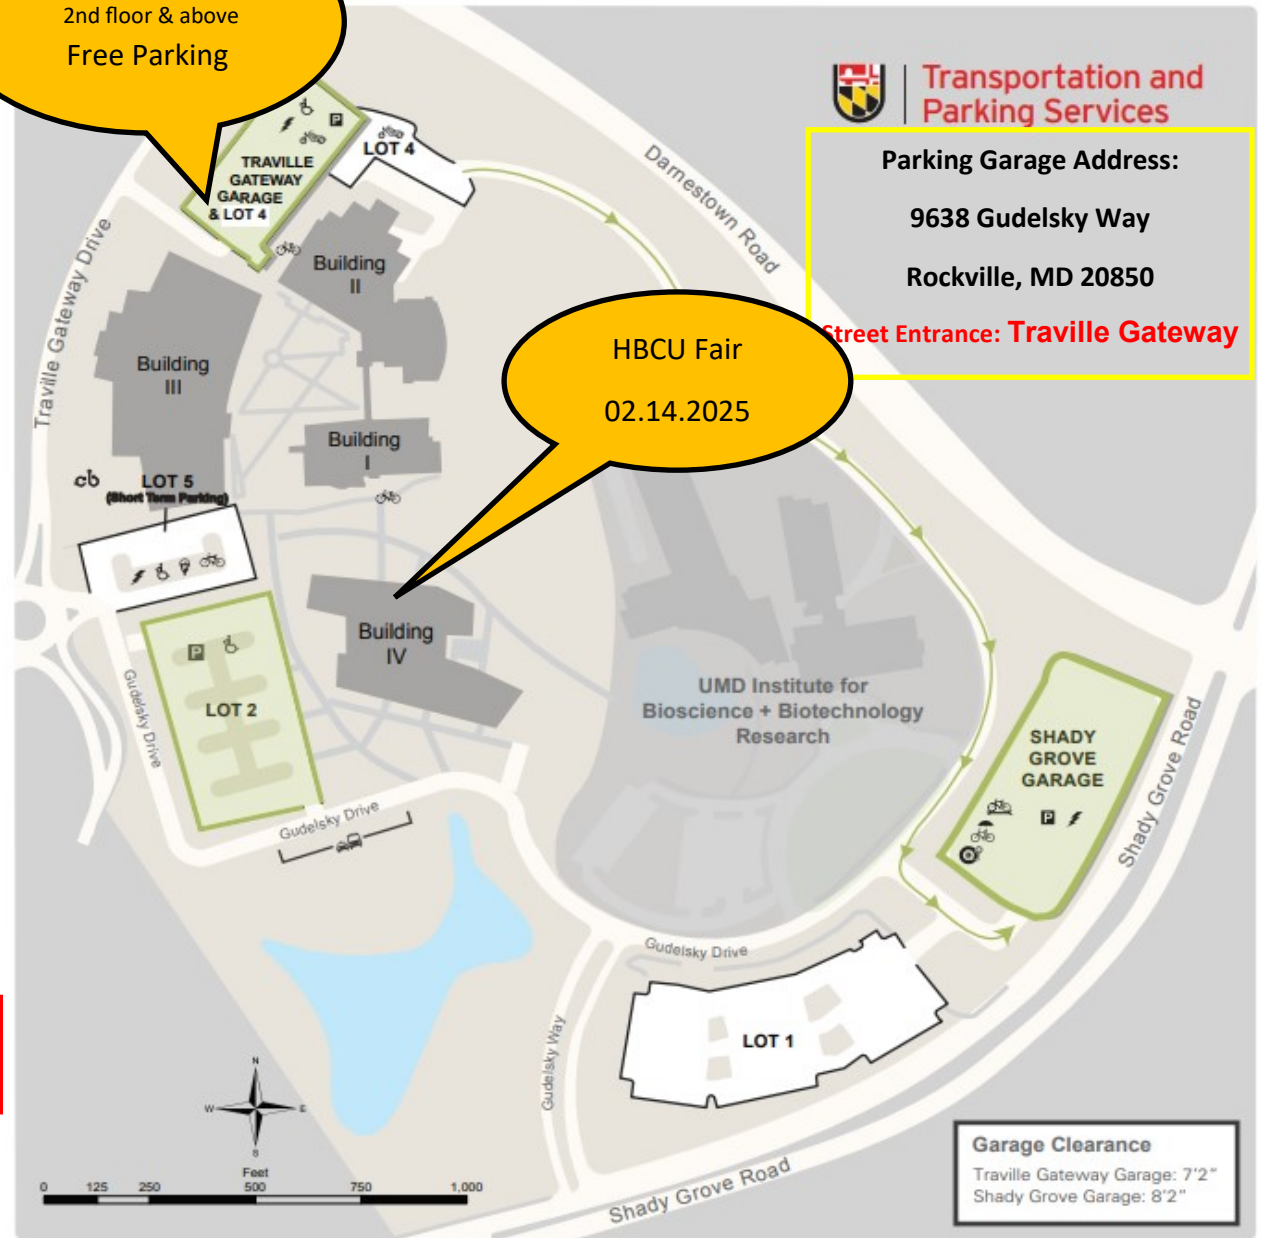 2nd floor & above
Free Parking
Transportation and
Parking Services
Parking Garage Address:
9638 Gudelsky Way
Rockville, MD 20850
Street Entrance: Traville Gateway
TRAVILLE
GATEWAY
GARAGE
& LOT 4
LOT 4
Darnestown Road
Traville Gateway Drive
Building
II
HBCU Fair
02.14.2025
Building
III
Building
I
cb
LOT 5
(Short Term Parking)
Building
IV
P
LOT 2
Gudelsky Drive
Gudelsky Drive
UMD Institute for
Bioscience + Biotechnology
Research
SHADY
GROVE
GARAGE
P
P
Shady Grove Road
Gudelsky Drive
Gudelsky Way
LOT 1
N
W
E
S
Feet
0 125 250 500 750 1,000
Shady Grove Road
Garage Clearance
Traville Gateway Garage: 7'2"
Shady Grove Garage: 8'2"